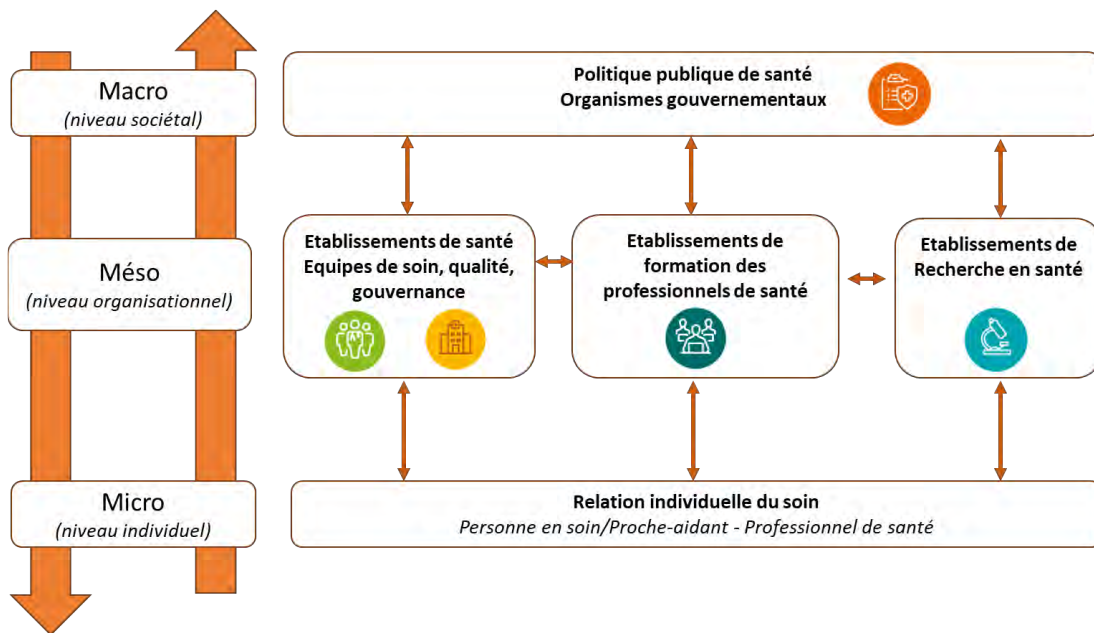 Macro
(niveau sociétal)
Politique publique de santé
Organismes gouvernementaux
Méso
(niveau organisationnel)
Etablissements de santé
Equipes de soin, qualité,
gouvernance
Etablissements de
formation des
professionnels de santé
Etablissements de
Recherche en santé
Micro
(niveau individuel)
Relation individuelle du soin
Personne en soin/Proche-aidant - Professionnel de santé